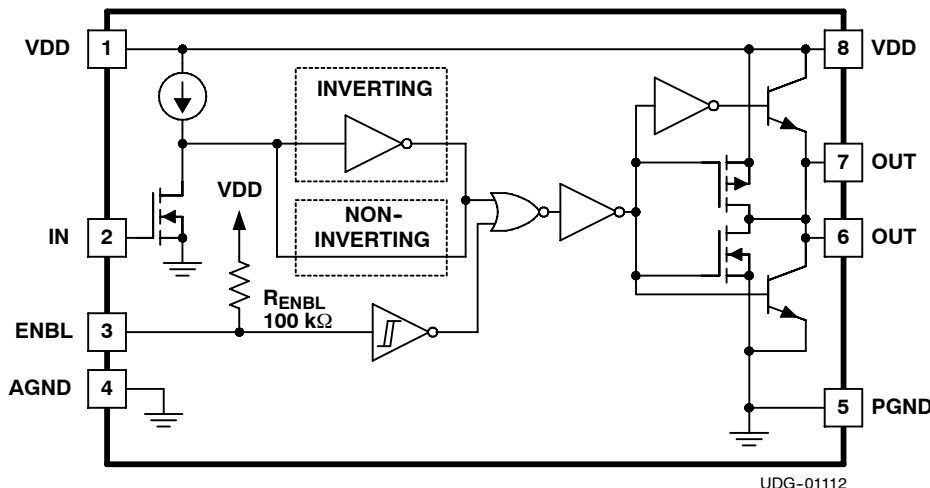 VDD 1 8 VDD
INVERTING
VDD
7 OUT
NON-
INVERTING
IN 2 6 OUT
RENBL
100 kΩ
ENBL 3
AGND 4 5 PGND
UDG-01112